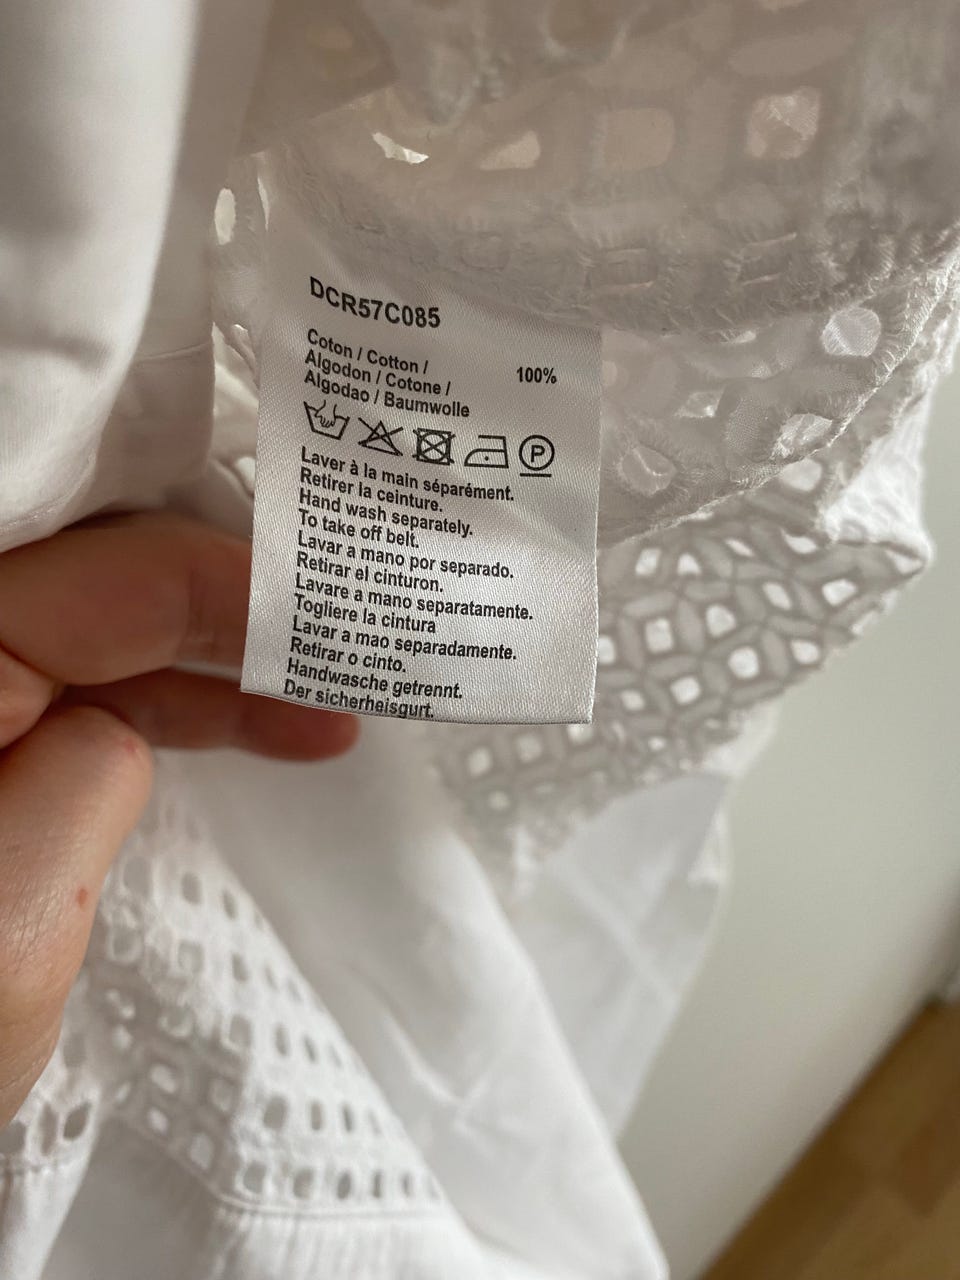 DCR57C085
Coton / Cotton /
Algodon / Cotone / 100%
Algodao / Baumwolle
P
Laver à la main séparément.
Retirer la ceinture.
Hand wash separately.
To take off belt.
Lavar a mano por separado.
Retirar el cinturon.
Lavare a mano separatamente.
Togliere la cintura
Lavar a mao separadamente.
Retirar o cinto.
Handwasche getrennt.
Der sicherheisgurt.